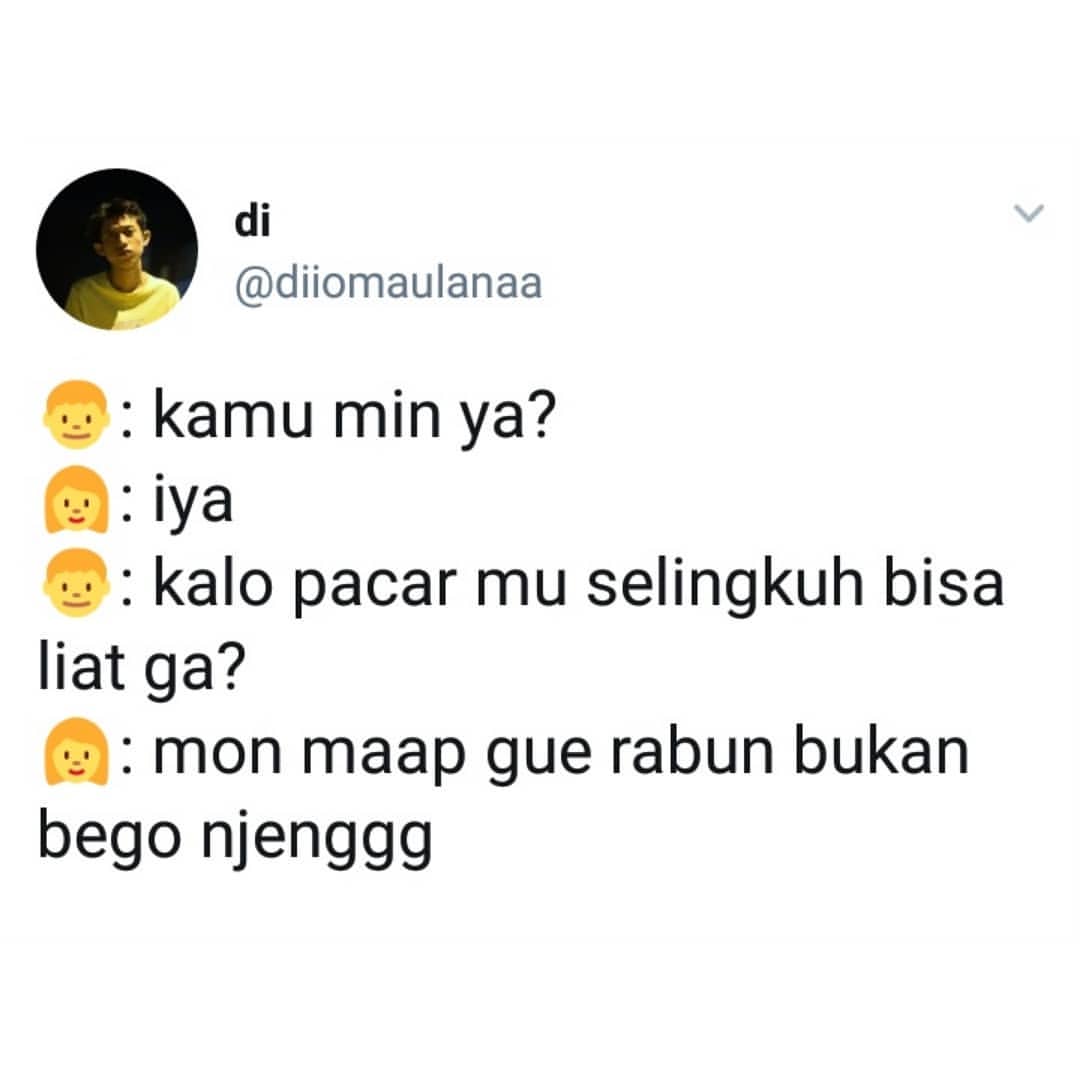 di
@diiomaulanaa
👦: kamu min ya?
👩: iya
👦: kalo pacar mu selingkuh bisa
liat ga?
👩: mon maap gue rabun bukan
bego njenggg